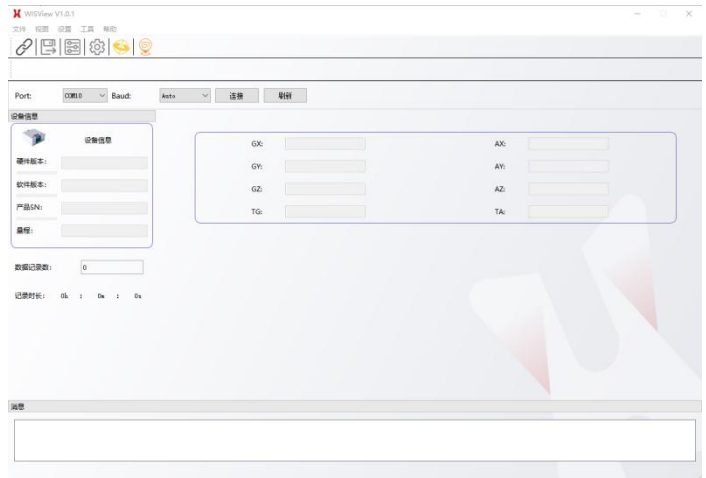 WISView V1.0.1
文件 视图 设置 工具 帮助
Port: COM10 Baud: Auto 连接 刷新
设备信息
设备信息
硬件版本:
软件版本:
产品SN:
量程:
GX: AX:
GY: AY:
GZ: AZ:
TG: TA:
数据记录数: 0
记录时长: 0h : 0m : 0s
消息